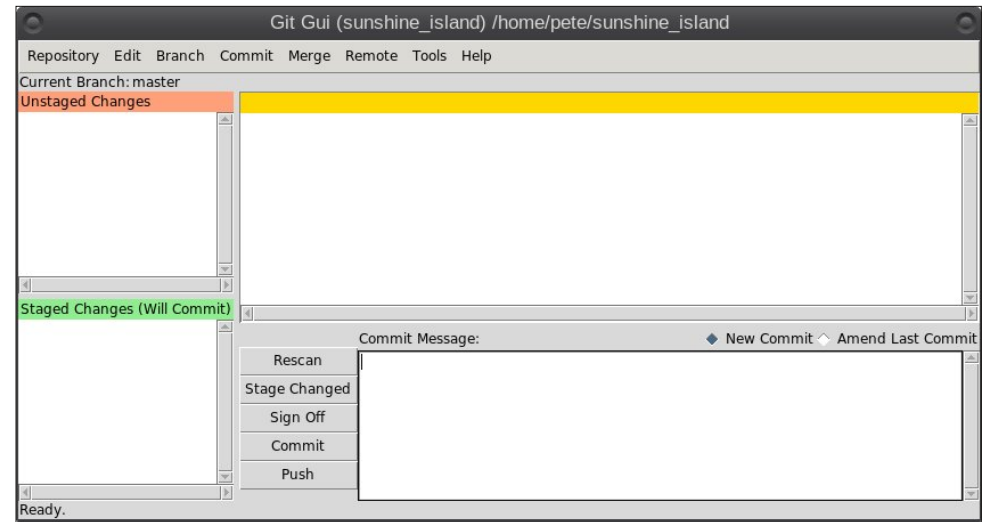 Git Gui (sunshine_island) /home/pete/sunshine_island
Repository Edit Branch Commit Merge Remote Tools Help
Current Branch: master
Unstaged Changes
Staged Changes (Will Commit)
Commit Message:
New Commit Amend Last Commit
Rescan
Stage Changed
Sign Off
Commit
Push
Ready.